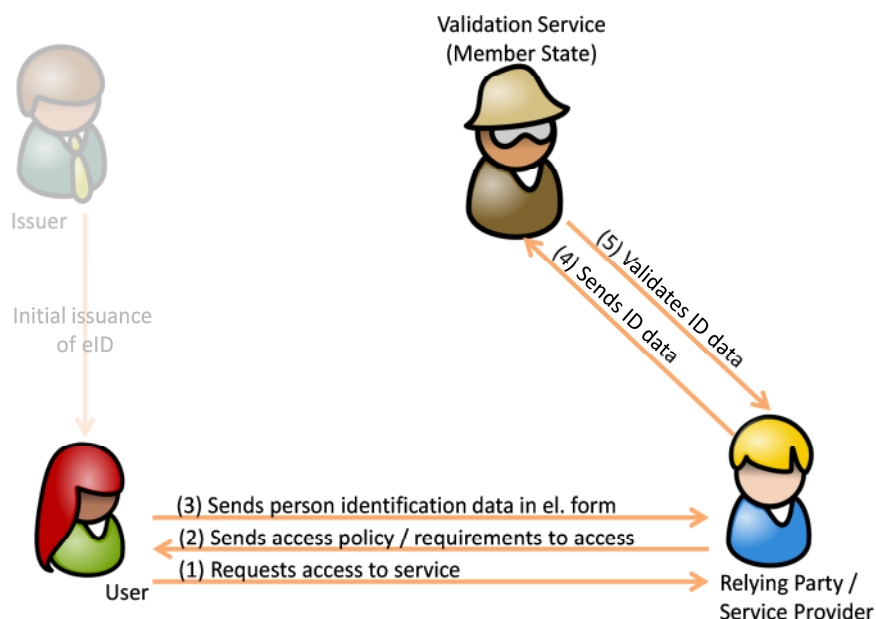 Validation Service
(Member State)
Issuer
Initial issuance
of eID
(5) Validates ID data
(4) Sends ID data
(3) Sends person identification data in el. form
(2) Sends access policy / requirements to access
(1) Requests access to service
User
Relying Party /
Service Provider